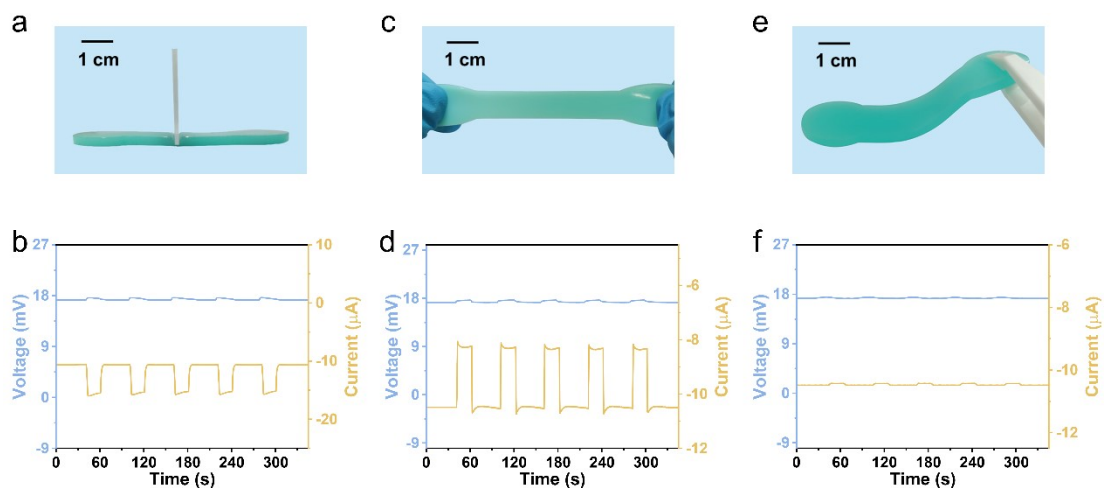 a
1 cm
c
1 cm
e
1 cm
b
27
18
9
0
-9
Voltage (mV)
10
0
-10
-20
Current (μA)
0 60 120 180 240 300
Time (s)
d
27
18
9
0
-9
Voltage (mV)
-6
-8
-10
-12
Current (μA)
0 60 120 180 240 300
Time (s)
f
27
18
9
0
-9
Voltage (mV)
-6
-8
-10
-12
Current (μA)
0 60 120 180 240 300
Time (s)